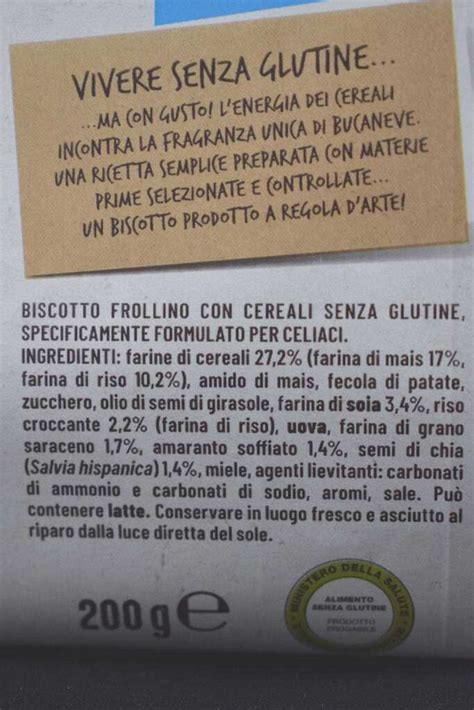 VIVERE SENZA GLUTINE...
...MA CON GUSTO! L'ENERGIA DEI CEREALI
INCONTRA LA FRAGRANZA UNICA DI BUCANEVE.
UNA RICETTA SEMPLICE PREPARATA CON MATERIE
PRIME SELEZIONATE E CONTROLLATE...
UN BISCOTTO PRODOTTO A REGOLA D'ARTE!
BISCOTTO FROLLINO CON CEREALI SENZA GLUTINE,
SPECIFICAMENTE FORMULATO PER CELIACI.
INGREDIENTI: farine di cereali 27,2% (farina di mais 17%,
farina di riso 10,2%), amido di mais, fecola di patate,
zucchero, olio di semi di girasole, farina di soia 3,4%, riso
croccante 2,2% (farina di riso), uova, farina di grano
saraceno 1,7%, amaranto soffiato 1,4%, semi di chia
(Salvia hispanica) 1,4%, miele, agenti lievitanti: carbonati
di ammonio e carbonati di sodio, aromi, sale. Può
contenere latte. Conservare in luogo fresco e asciutto al
riparo dalla luce diretta del sole.
200 g e
MINISTERO DELLA SALUTE
ALIMENTO
SENZA GLUTINE
PRODOTTO
EROGABILE